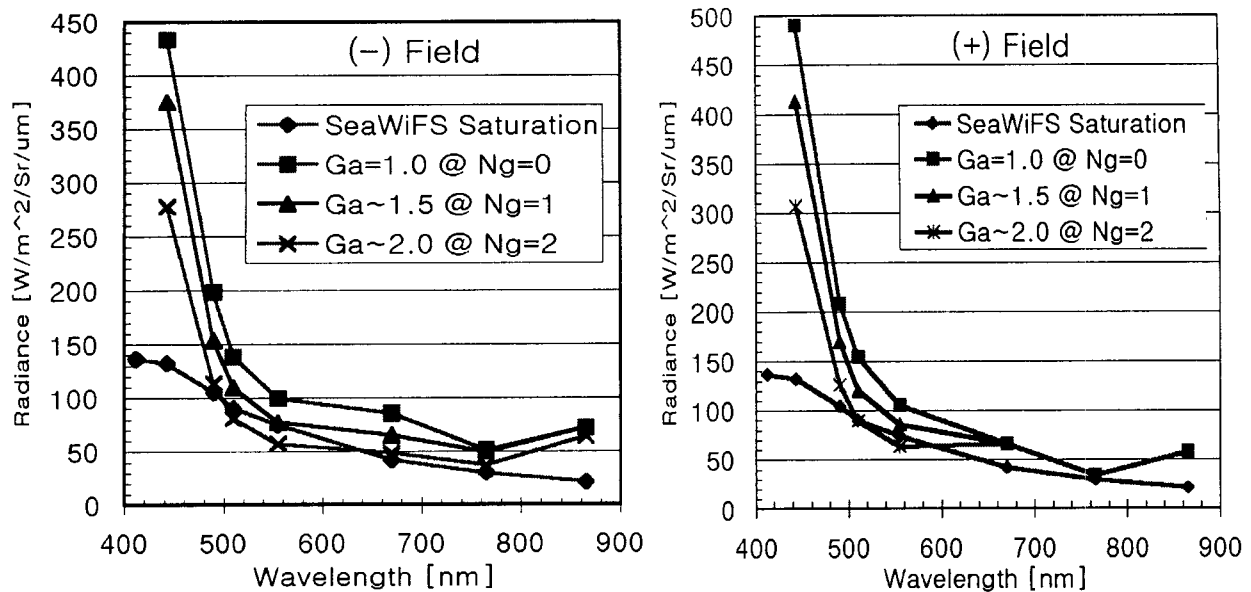 (−) Field
450
400
350
300
250
200
150
100
50
0
Radiance [W/m^2/Sr/um]
SeaWiFS Saturation
Ga=1.0 @ Ng=0
Ga~1.5 @ Ng=1
Ga~2.0 @ Ng=2
400 500 600 700 800 900
Wavelength [nm]
(+) Field
500
450
400
350
300
250
200
150
100
50
0
Radiance [W/m^2/Sr/um]
SeaWiFS Saturation
Ga=1.0 @ Ng=0
Ga~1.5 @ Ng=1
Ga~2.0 @ Ng=2
400 500 600 700 800 900
Wavelength [nm]